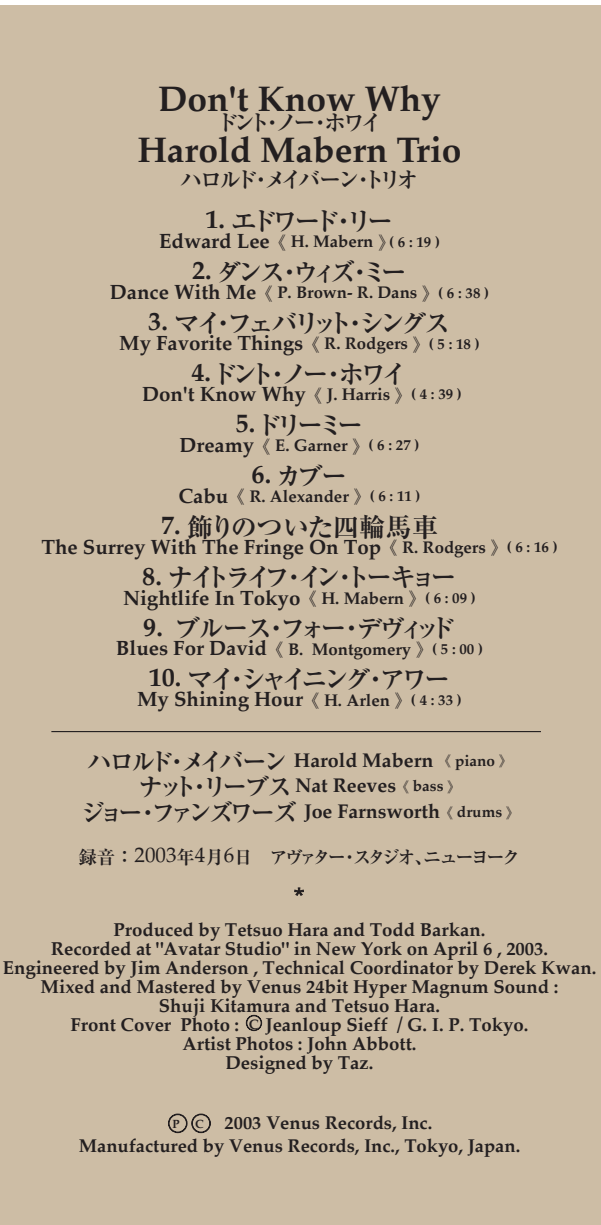 Don't Know Why
ドント・ノー・ホワイ
Harold Mabern Trio
ハロルド・メイバーン・トリオ
1. エドワード・リー
Edward Lee《 H. Mabern 》( 6 : 19 )
2. ダンス・ウィズ・ミー
Dance With Me《 P. Brown- R. Dans 》( 6 : 38 )
3. マイ・フェバリット・シングス
My Favorite Things《 R. Rodgers 》( 5 : 18 )
4. ドント・ノー・ホワイ
Don't Know Why《 J. Harris 》( 4 : 39 )
5. ドリーミー
Dreamy《 E. Garner 》( 6 : 27 )
6. カブー
Cabu《 R. Alexander 》( 6 : 11 )
7. 飾りのついた四輪馬車
The Surrey With The Fringe On Top《 R. Rodgers 》( 6 : 16 )
8. ナイトライフ・イン・トーキョー
Nightlife In Tokyo《 H. Mabern 》( 6 : 09 )
9. ブルース・フォー・デヴィッド
Blues For David《 B. Montgomery 》( 5 : 00 )
10. マイ・シャイニング・アワー
My Shining Hour《 H. Arlen 》( 4 : 33 )
ハロルド・メイバーン Harold Mabern《 piano 》
ナット・リーブス Nat Reeves《 bass 》
ジョー・ファンズワーズ Joe Farnsworth《 drums 》
録音：2003年4月6日　アヴァター・スタジオ、ニューヨーク
*
Produced by Tetsuo Hara and Todd Barkan.
Recorded at "Avatar Studio" in New York on April 6 , 2003.
Engineered by Jim Anderson , Technical Coordinator by Derek Kwan.
Mixed and Mastered by Venus 24bit Hyper Magnum Sound :
Shuji Kitamura and Tetsuo Hara.
Front Cover Photo : ©Jeanloup Sieff / G. I. P. Tokyo.
Artist Photos : John Abbott.
Designed by Taz.
℗© 2003 Venus Records, Inc.
Manufactured by Venus Records, Inc., Tokyo, Japan.